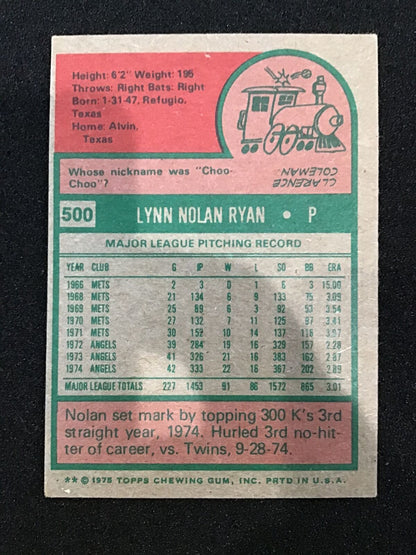 Height: 6'2" Weight: 195
Throws: Right Bats: Right
Born: 1-31-47, Refugio,
Texas
Home: Alvin,
Texas
Whose nickname was "Choo-
Choo"?
CLARENCE
COLEMAN
500 LYNN NOLAN RYAN • P
MAJOR LEAGUE PITCHING RECORD
YEAR CLUB G IP W L SO BB ERA
1966 METS 2 3 0 1 6 3 15.00
1968 METS 21 134 6 9 133 75 3.09
1969 METS 25 89 6 3 92 53 3.54
1970 METS 27 132 7 11 125 97 3.41
1971 METS 30 152 10 14 137 116 3.97
1972 ANGELS 39 284 19 16 329 157 2.28
1973 ANGELS 41 326 21 16 383 162 2.87
1974 ANGELS 42 333 22 16 367 202 2.89
MAJOR LEAGUE TOTALS 227 1453 91 86 1572 865 3.01
Nolan set mark by topping 300 K's 3rd
straight year, 1974. Hurled 3rd no-hit-
ter of career, vs. Twins, 9-28-74.
** © 1975 TOPPS CHEWING GUM, INC. PRTD IN U.S.A.